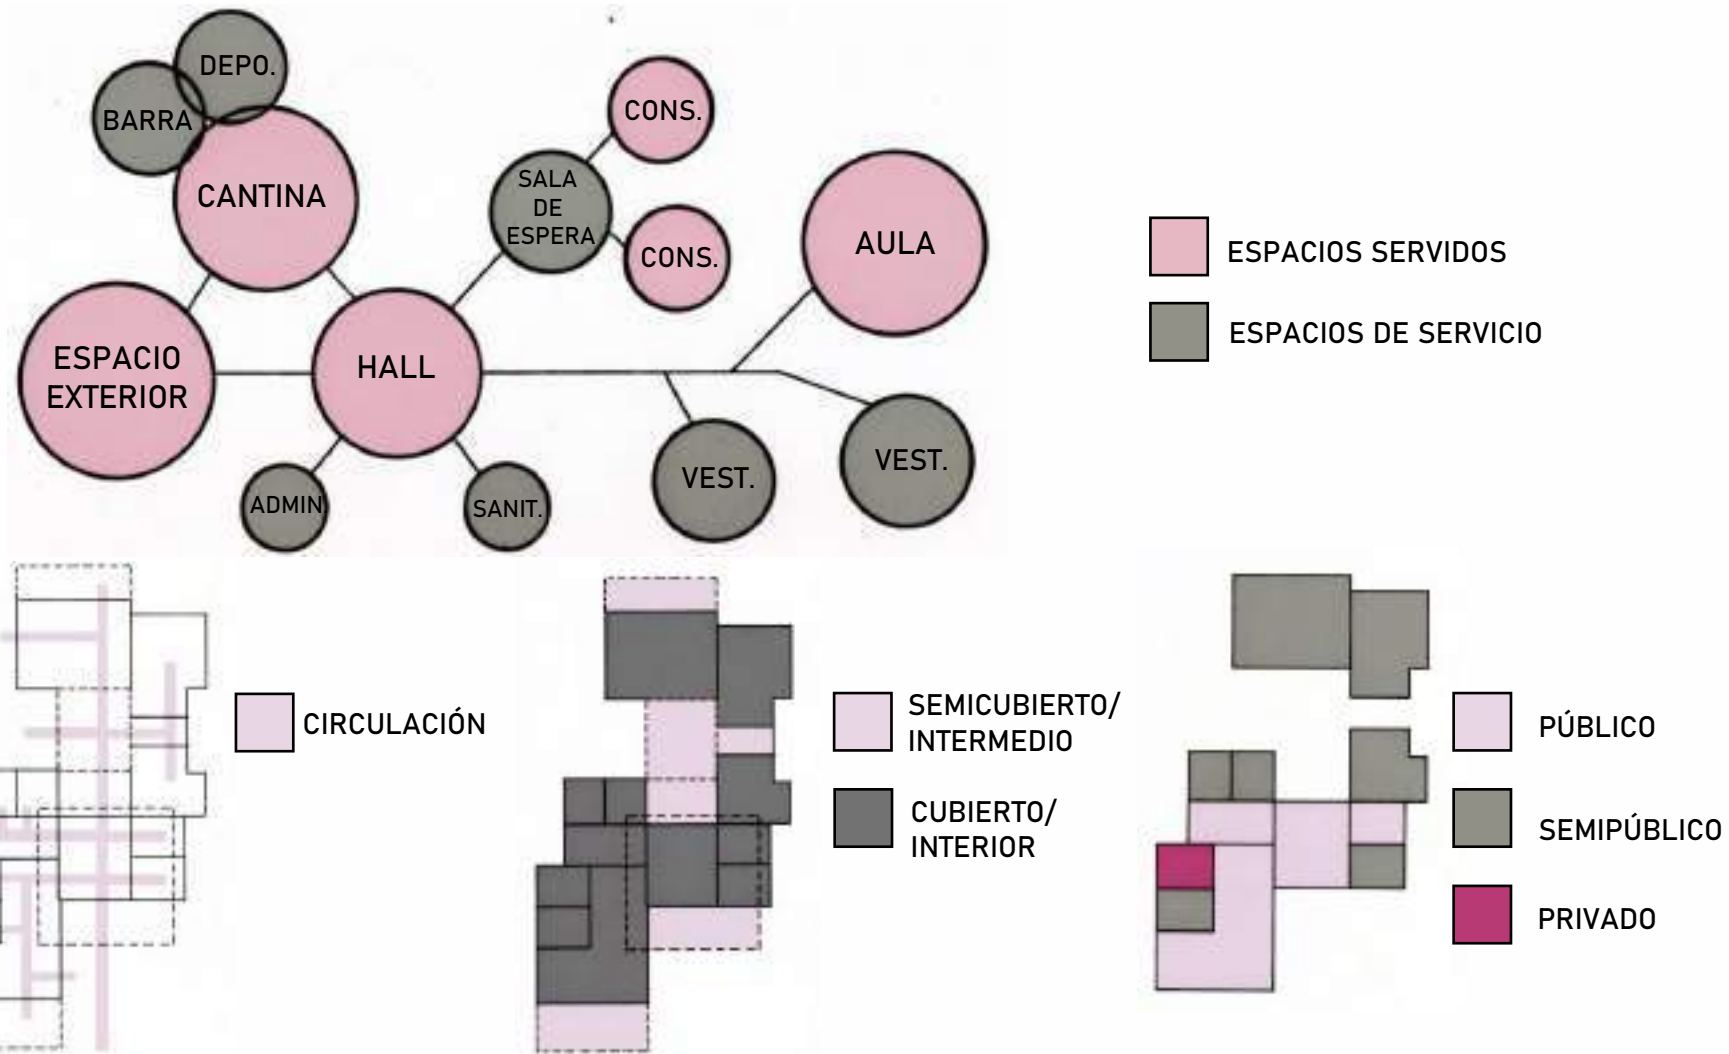 DEPO.
BARRA
CANTINA
CONS.
SALA
DE
ESPERA
CONS.
AULA
ESPACIOS SERVIDOS
ESPACIOS DE SERVICIO
ESPACIO
EXTERIOR
HALL
ADMIN.
SANIT.
VEST.
VEST.
CIRCULACIÓN
SEMICUBIERTO/
INTERMEDIO
CUBIERTO/
INTERIOR
PÚBLICO
SEMIPÚBLICO
PRIVADO